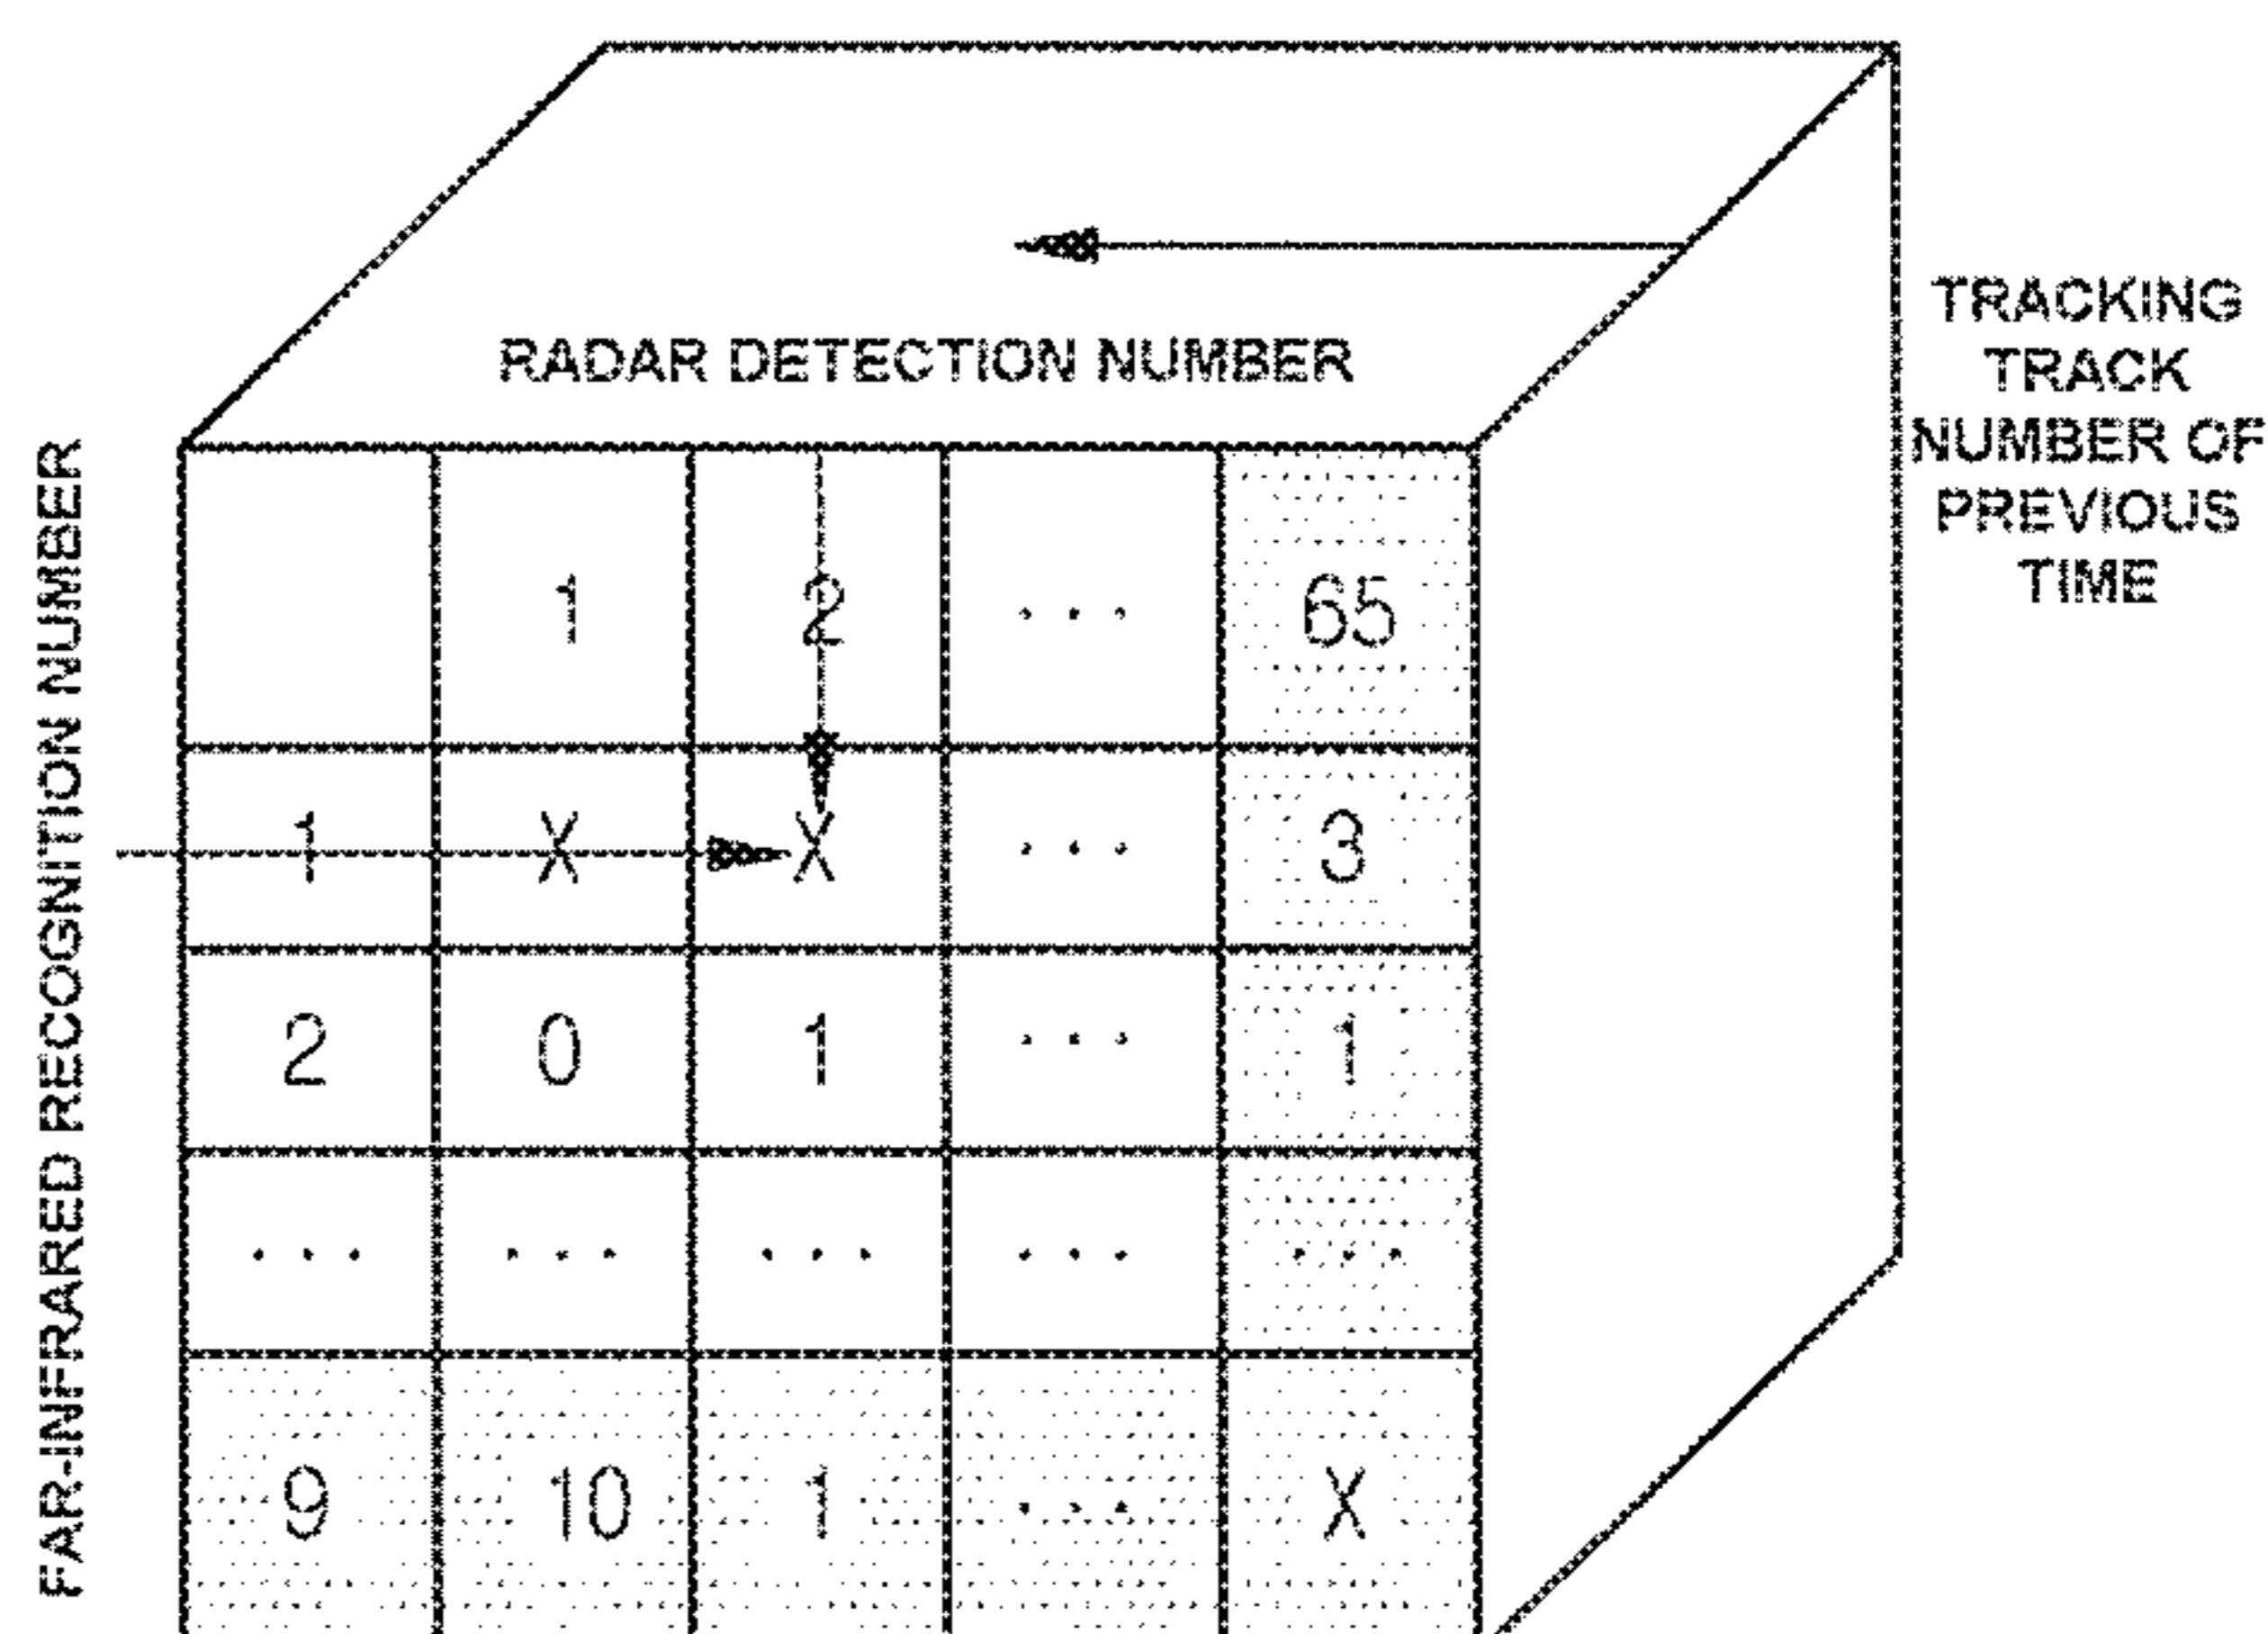 RADAR DETECTION NUMBER
TRACKING
TRACK
NUMBER OF
PREVIOUS
TIME
FAR-INFRARED RECOGNITION NUMBER
1 2 ... 65
1 X X ... 3
2 0 1 ... 1
... ... ... ... ...
9 10 1 ... X